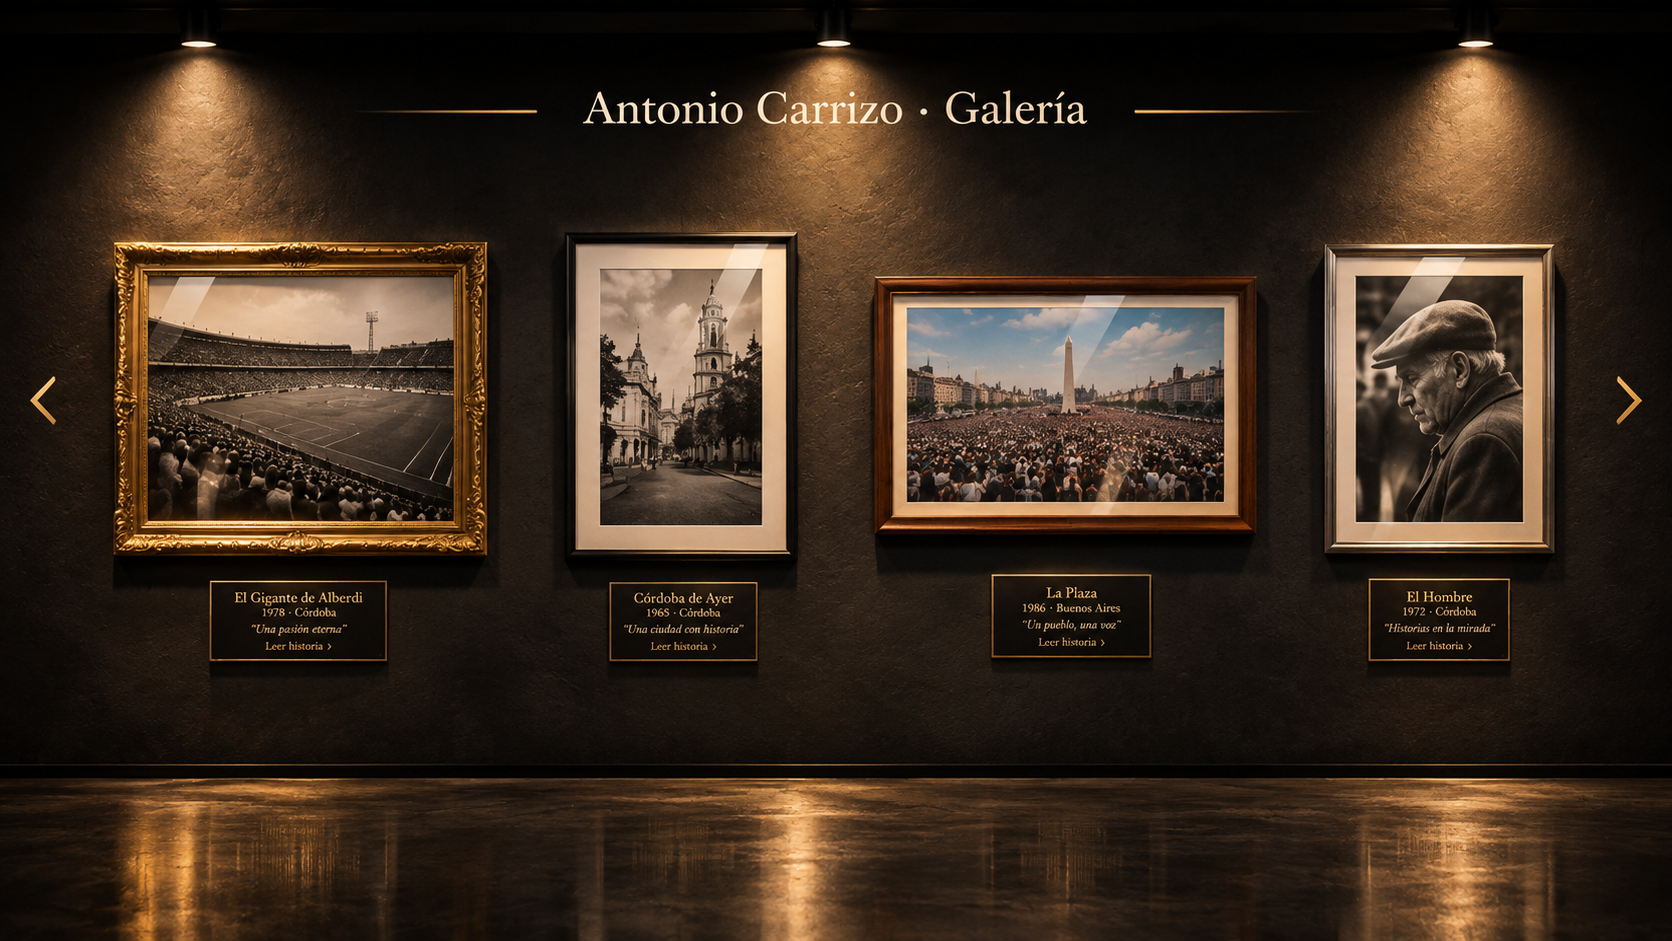 Antonio Carrizo · Galería
El Gigante de Alberdi
1978 · Córdoba
"Una pasión eterna"
Leer historia ›
Córdoba de Ayer
1965 · Córdoba
"Una ciudad con historia"
Leer historia ›
La Plaza
1986 · Buenos Aires
"Un pueblo, una voz"
Leer historia ›
El Hombre
1972 · Córdoba
"Historias en la mirada"
Leer historia ›